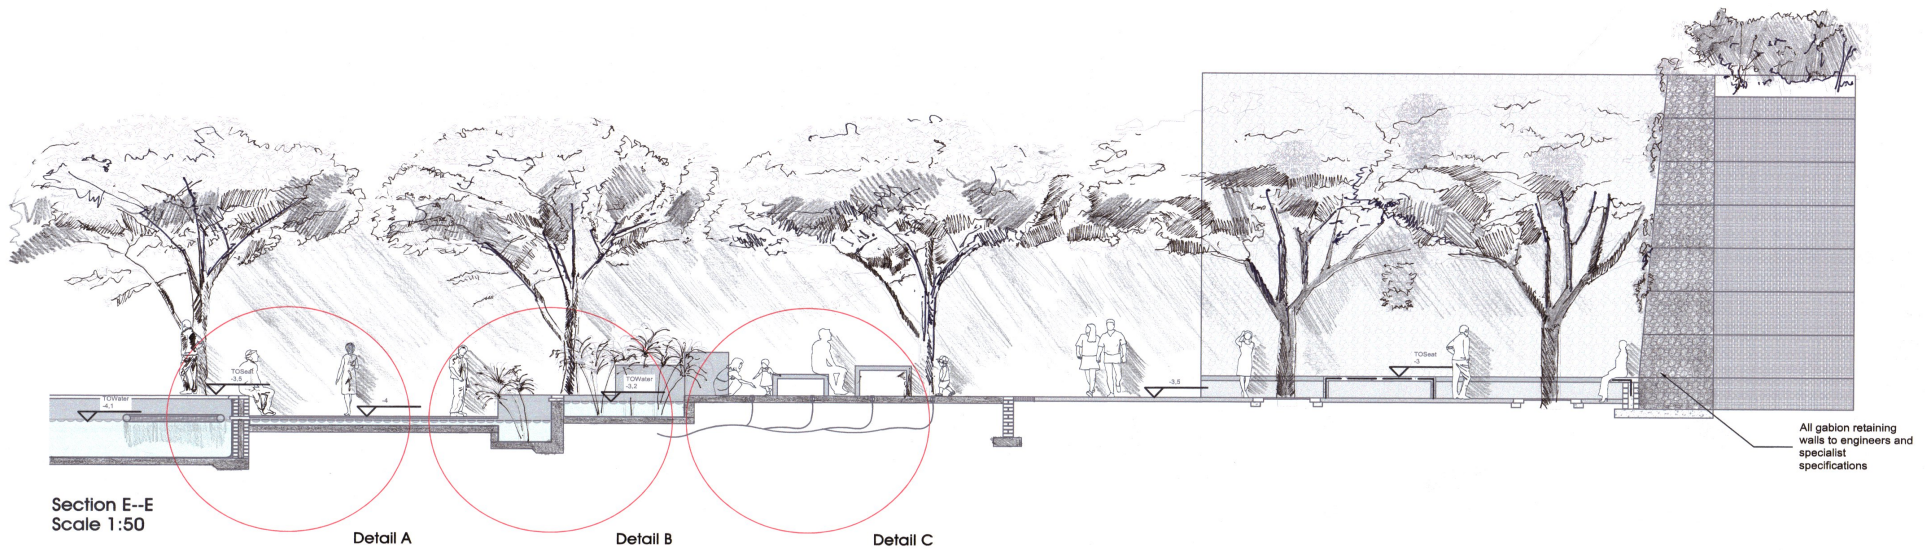 TOSeat
-3,5
TOWater
-4,1
-4
TOWater
-3,2
-3,5
TOSeat
-3
All gabion retaining
walls to engineers and
specialist
specifications
Section E--E
Scale 1:50
Detail A
Detail B
Detail C